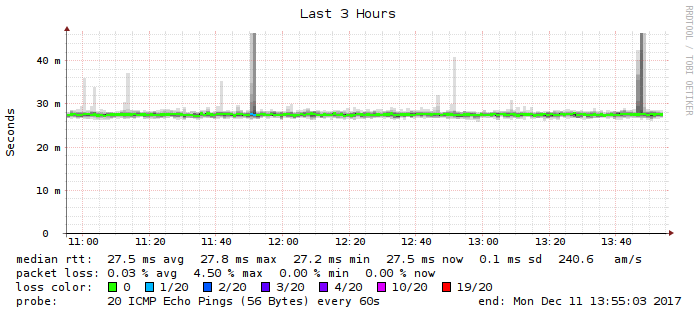 Last 3 Hours
RRDTOOL / TOBI OETIKER
Seconds
40 m
30 m
20 m
10 m
0
11:00 11:20 11:40 12:00 12:20 12:40 13:00 13:20 13:40
median rtt: 27.5 ms avg 27.8 ms max 27.2 ms min 27.5 ms now 0.1 ms sd 240.6 am/s
packet loss: 0.03 % avg 4.50 % max 0.00 % min 0.00 % now
loss color: 0 1/20 2/20 3/20 4/20 10/20 19/20
probe: 20 ICMP Echo Pings (56 Bytes) every 60s end: Mon Dec 11 13:55:03 2017